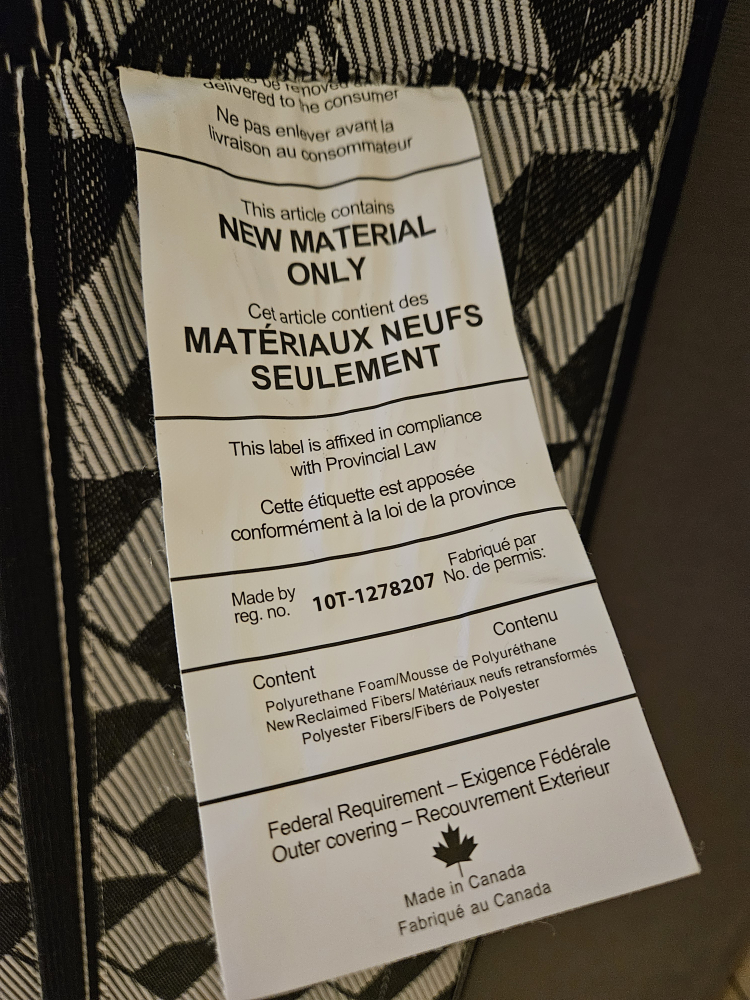 to be removed
delivered to the consumer
Ne pas enlever avant la
livraison au consommateur
This article contains
NEW MATERIAL
ONLY
Cet article contient des
MATÉRIAUX NEUFS
SEULEMENT
This label is affixed in compliance
with Provincial Law
Cette étiquette est apposée
conformément à la loi de la province
Made by
reg. no.
10T-1278207
Fabriqué par
No. de permis:
Content
Contenu
Polyurethane Foam/Mousse de Polyuréthane
New Reclaimed Fibers/ Matériaux neufs retransformés
Polyester Fibers/Fibers de Polyester
Federal Requirement – Exigence Fédérale
Outer covering – Recouvrement Exterieur
Made in Canada
Fabriqué au Canada